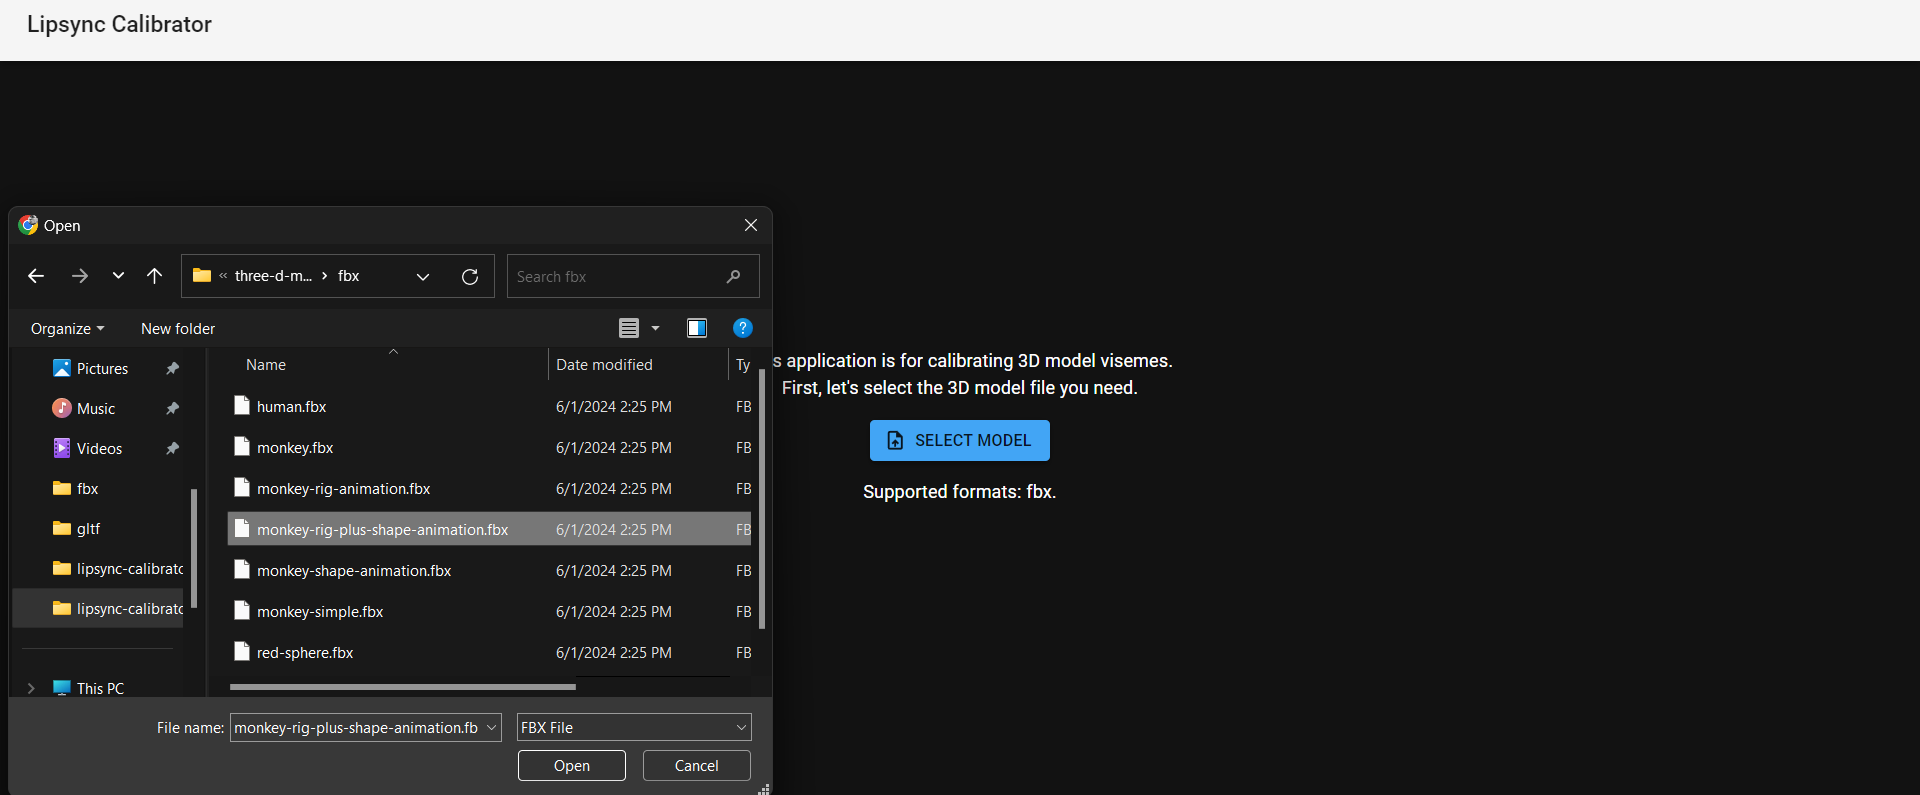 Lipsync Calibrator
Open
« three-d-m... › fbx
Search fbx
Organize
New folder
?
Pictures
Music
Videos
fbx
gltf
lipsync-calibrato
lipsync-calibrato
This PC
Name Date modified Ty
human.fbx 6/1/2024 2:25 PM FB
monkey.fbx 6/1/2024 2:25 PM FB
monkey-rig-animation.fbx 6/1/2024 2:25 PM FB
monkey-rig-plus-shape-animation.fbx 6/1/2024 2:25 PM FB
monkey-shape-animation.fbx 6/1/2024 2:25 PM FB
monkey-simple.fbx 6/1/2024 2:25 PM FB
red-sphere.fbx 6/1/2024 2:25 PM FB
File name: monkey-rig-plus-shape-animation.fb
FBX File
Open
Cancel
s application is for calibrating 3D model visemes.
First, let's select the 3D model file you need.
SELECT MODEL
Supported formats: fbx.